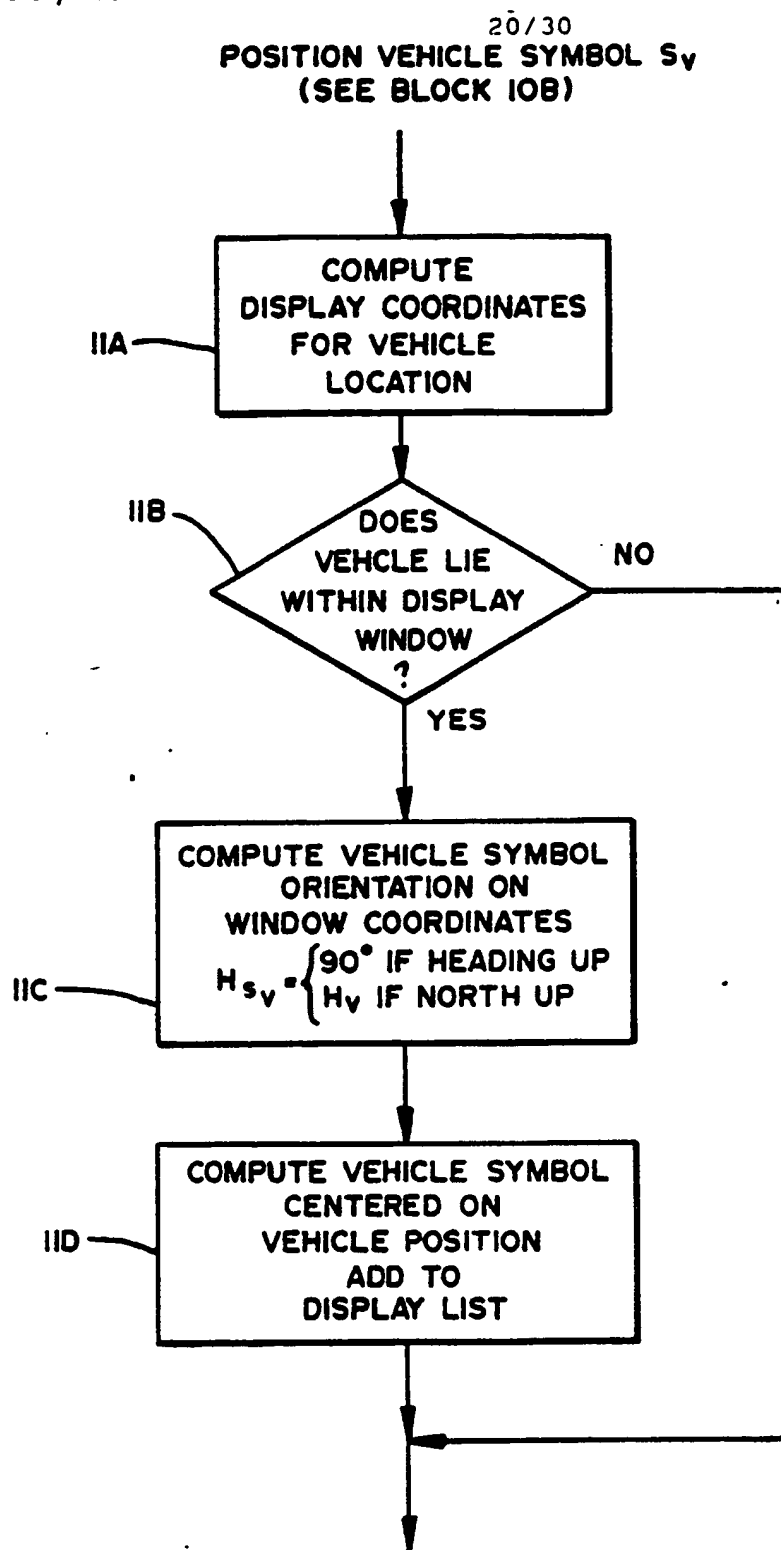 20/30
POSITION VEHICLE SYMBOL Sv
(SEE BLOCK 10B)
COMPUTE
DISPLAY COORDINATES
FOR VEHICLE
LOCATION
11A
11B
DOES
VEHCLE LIE
WITHIN DISPLAY
WINDOW
?
NO
YES
COMPUTE VEHICLE SYMBOL
ORIENTATION ON
WINDOW COORDINATES
H S V = { 90° IF HEADING UP
HV IF NORTH UP
11C
COMPUTE VEHICLE SYMBOL
CENTERED ON
VEHICLE POSITION
ADD TO
DISPLAY LIST
11D